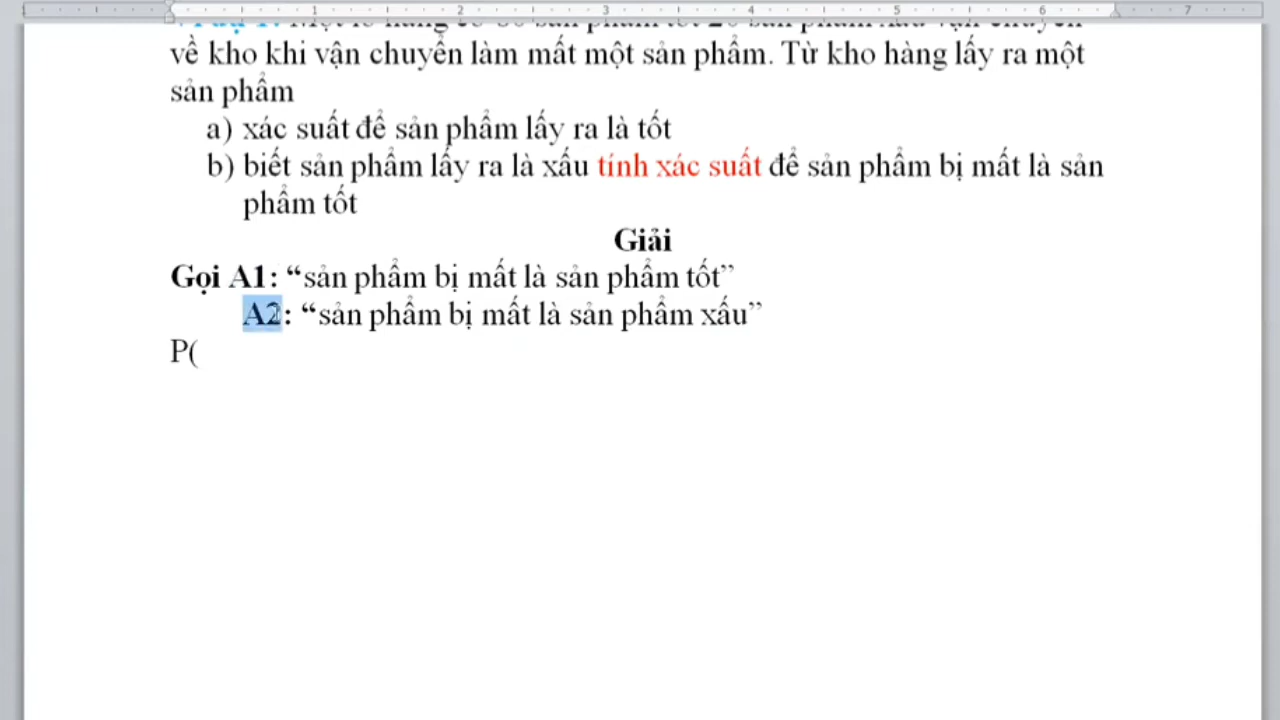 về kho khi vận chuyển làm mất một sản phẩm. Từ kho hàng lấy ra một
sản phẩm
a) xác suất để sản phẩm lấy ra là tốt
b) biết sản phẩm lấy ra là xấu tính xác suất để sản phẩm bị mất là sản
phẩm tốt
Giải
Gọi A1: “sản phẩm bị mất là sản phẩm tốt”
A2: “sản phẩm bị mất là sản phẩm xấu”
P(